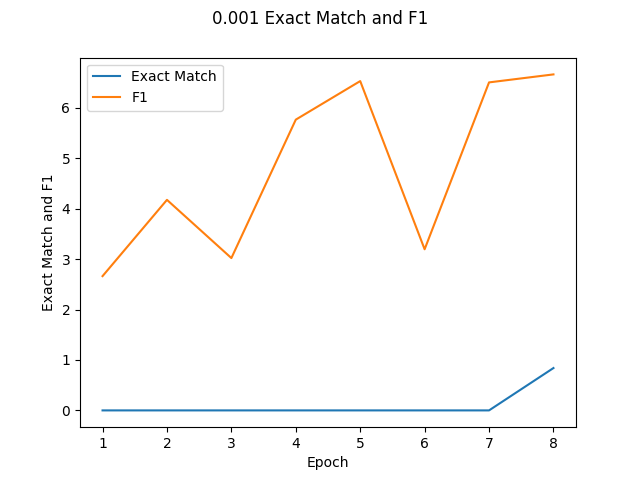 0.001 Exact Match and F1
Exact Match
F1
Exact Match and F1
6
5
4
3
2
1
0
1 2 3 4 5 6 7 8
Epoch